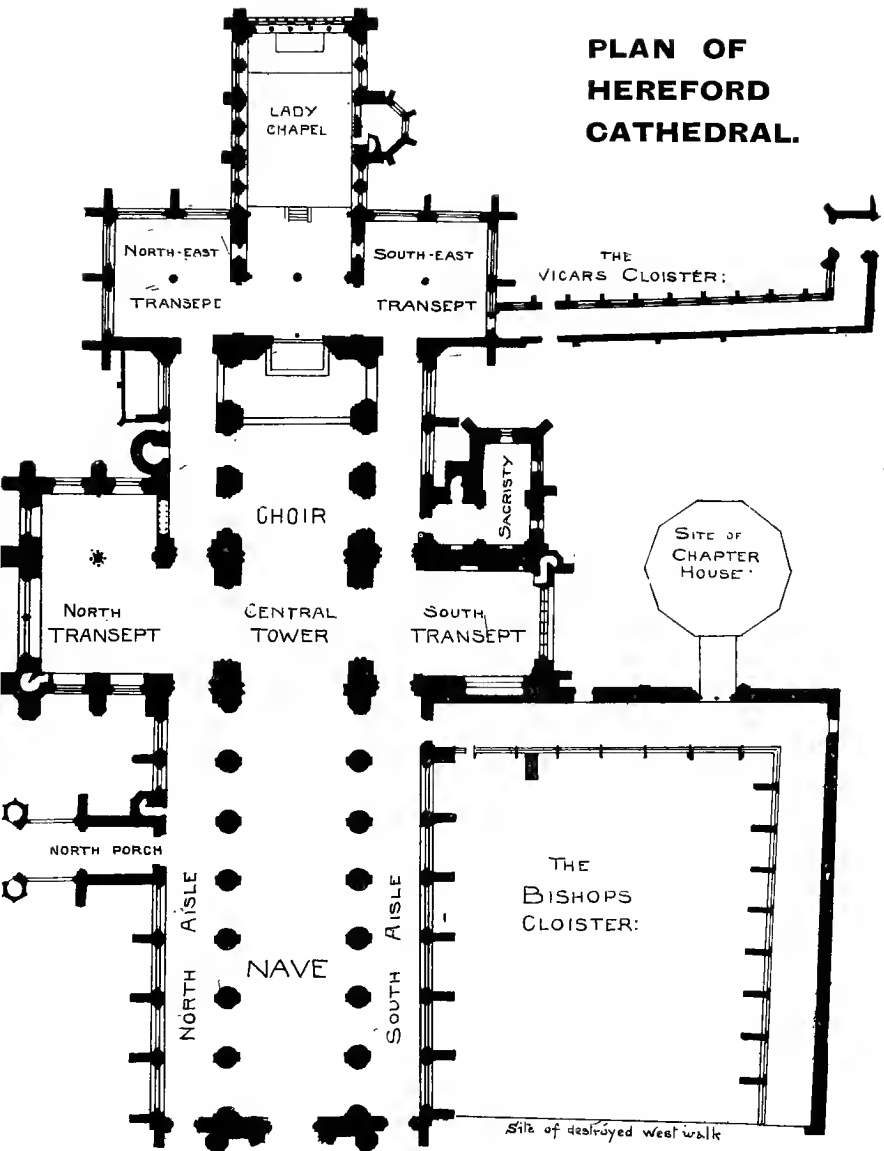 PLAN OF
HEREFORD
CATHEDRAL.
LADY
CHAPEL
NORTH-EAST
TRANSEPT
SOUTH-EAST
TRANSEPT
THE
VICARS CLOISTER:
CHOIR
SACRISTY
SITE OF
CHAPTER
HOUSE.
NORTH
TRANSEPT
CENTRAL
TOWER
SOUTH
TRANSEPT
NORTH PORCH
NORTH AISLE
NAVE
SOUTH AISLE
THE
BISHOPS
CLOISTER:
Site of destroyed west walk